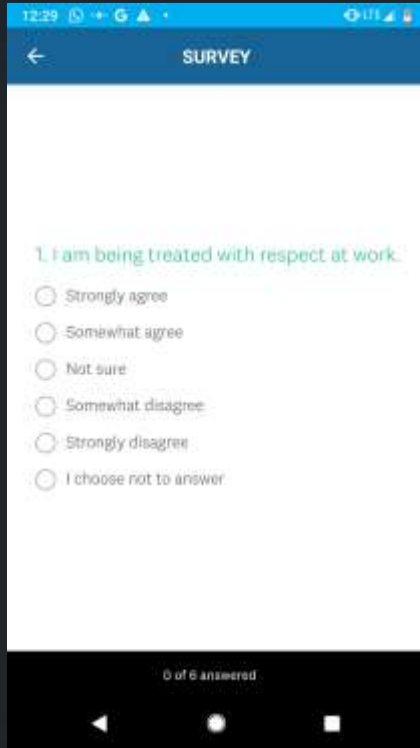 12:29 G LTE
SURVEY
1. I am being treated with respect at work.
Strongly agree
Somewhat agree
Not sure
Somewhat disagree
Strongly disagree
I choose not to answer
0 of 6 answered